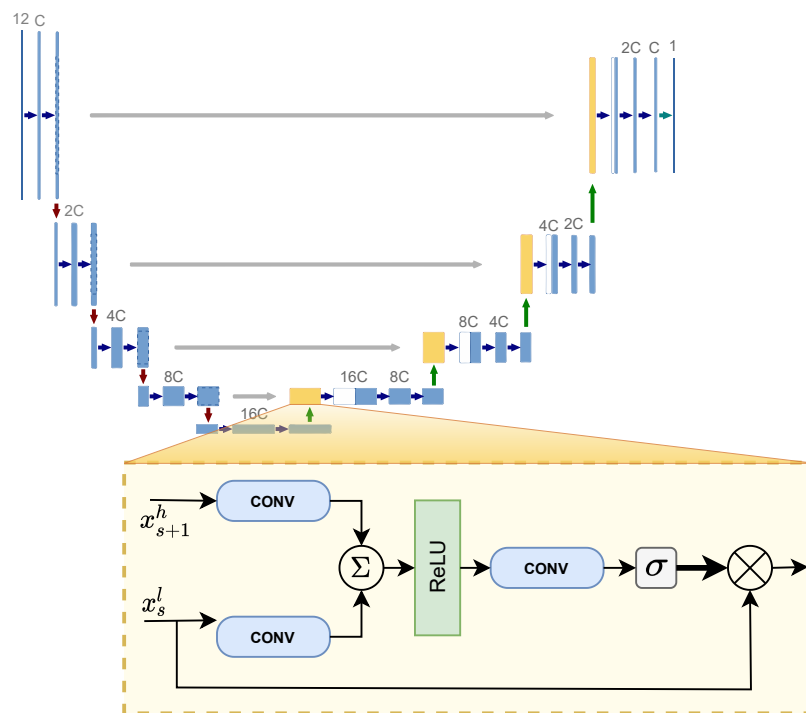 12 C
2C C 1
2C
4C 2C
4C
8C 4C
8C
16C 8C
16C
x^h_{s+1}
CONV
Σ
ReLU
CONV
σ
x^l_s
CONV